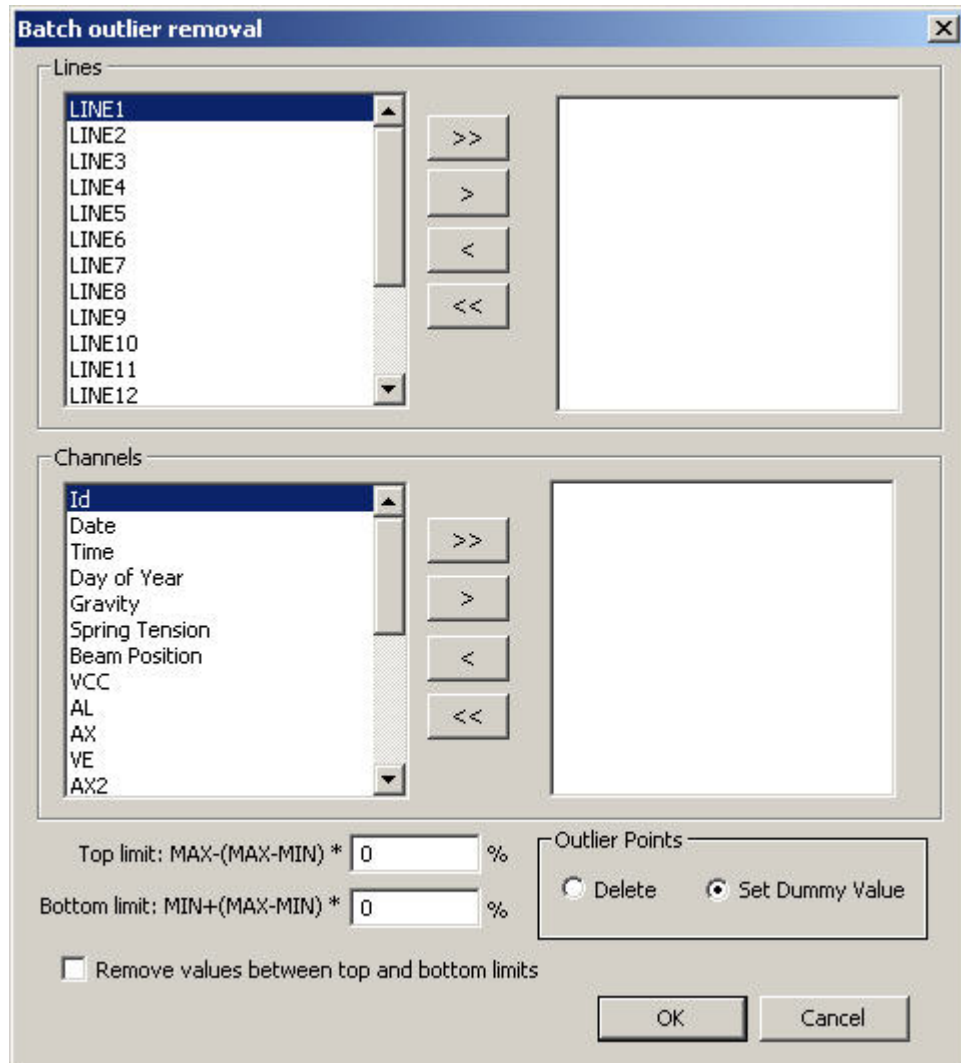 Batch outlier removal
Lines
LINE1
LINE2
LINE3
LINE4
LINE5
LINE6
LINE7
LINE8
LINE9
LINE10
LINE11
LINE12
>>
>
<
<<
Channels
Id
Date
Time
Day of Year
Gravity
Spring Tension
Beam Position
VCC
AL
AX
VE
AX2
>>
>
<
<<
Top limit: MAX-(MAX-MIN) * 0 %
Bottom limit: MIN+(MAX-MIN) * 0 %
Outlier Points
Delete Set Dummy Value
Remove values between top and bottom limits
OK Cancel